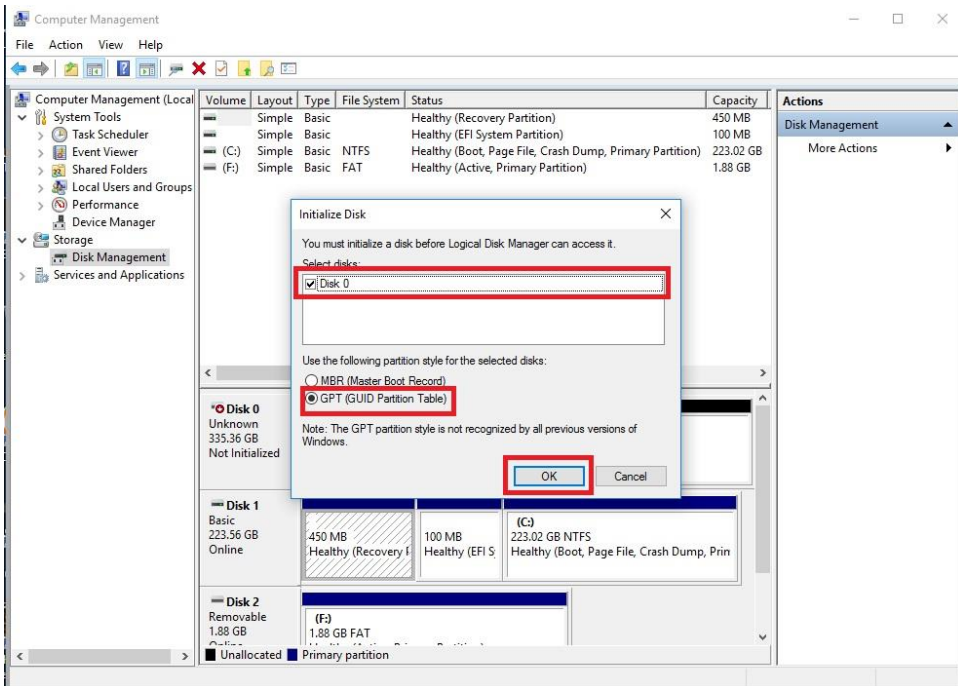 Computer Management
File Action View Help
Computer Management (Local
System Tools
Task Scheduler
Event Viewer
Shared Folders
Local Users and Groups
Performance
Device Manager
Storage
Disk Management
Services and Applications
Volume Layout Type File System Status Capacity
Simple Basic Healthy (Recovery Partition) 450 MB
Simple Basic Healthy (EFI System Partition) 100 MB
(C:) Simple Basic NTFS Healthy (Boot, Page File, Crash Dump, Primary Partition) 223.02 GB
(F:) Simple Basic FAT Healthy (Active, Primary Partition) 1.88 GB
Actions
Disk Management
More Actions
Initialize Disk
You must initialize a disk before Logical Disk Manager can access it.
Select disks:
Disk 0
Use the following partition style for the selected disks:
MBR (Master Boot Record)
GPT (GUID Partition Table)
Note: The GPT partition style is not recognized by all previous versions of
Windows.
OK Cancel
Disk 0
Unknown
335.36 GB
Not Initialized
Disk 1
Basic
223.56 GB
Online
450 MB
Healthy (Recovery
100 MB
Healthy (EFI S
(C:)
223.02 GB NTFS
Healthy (Boot, Page File, Crash Dump, Prin
Disk 2
Removable
1.88 GB
(F:)
1.88 GB FAT
Unallocated Primary partition